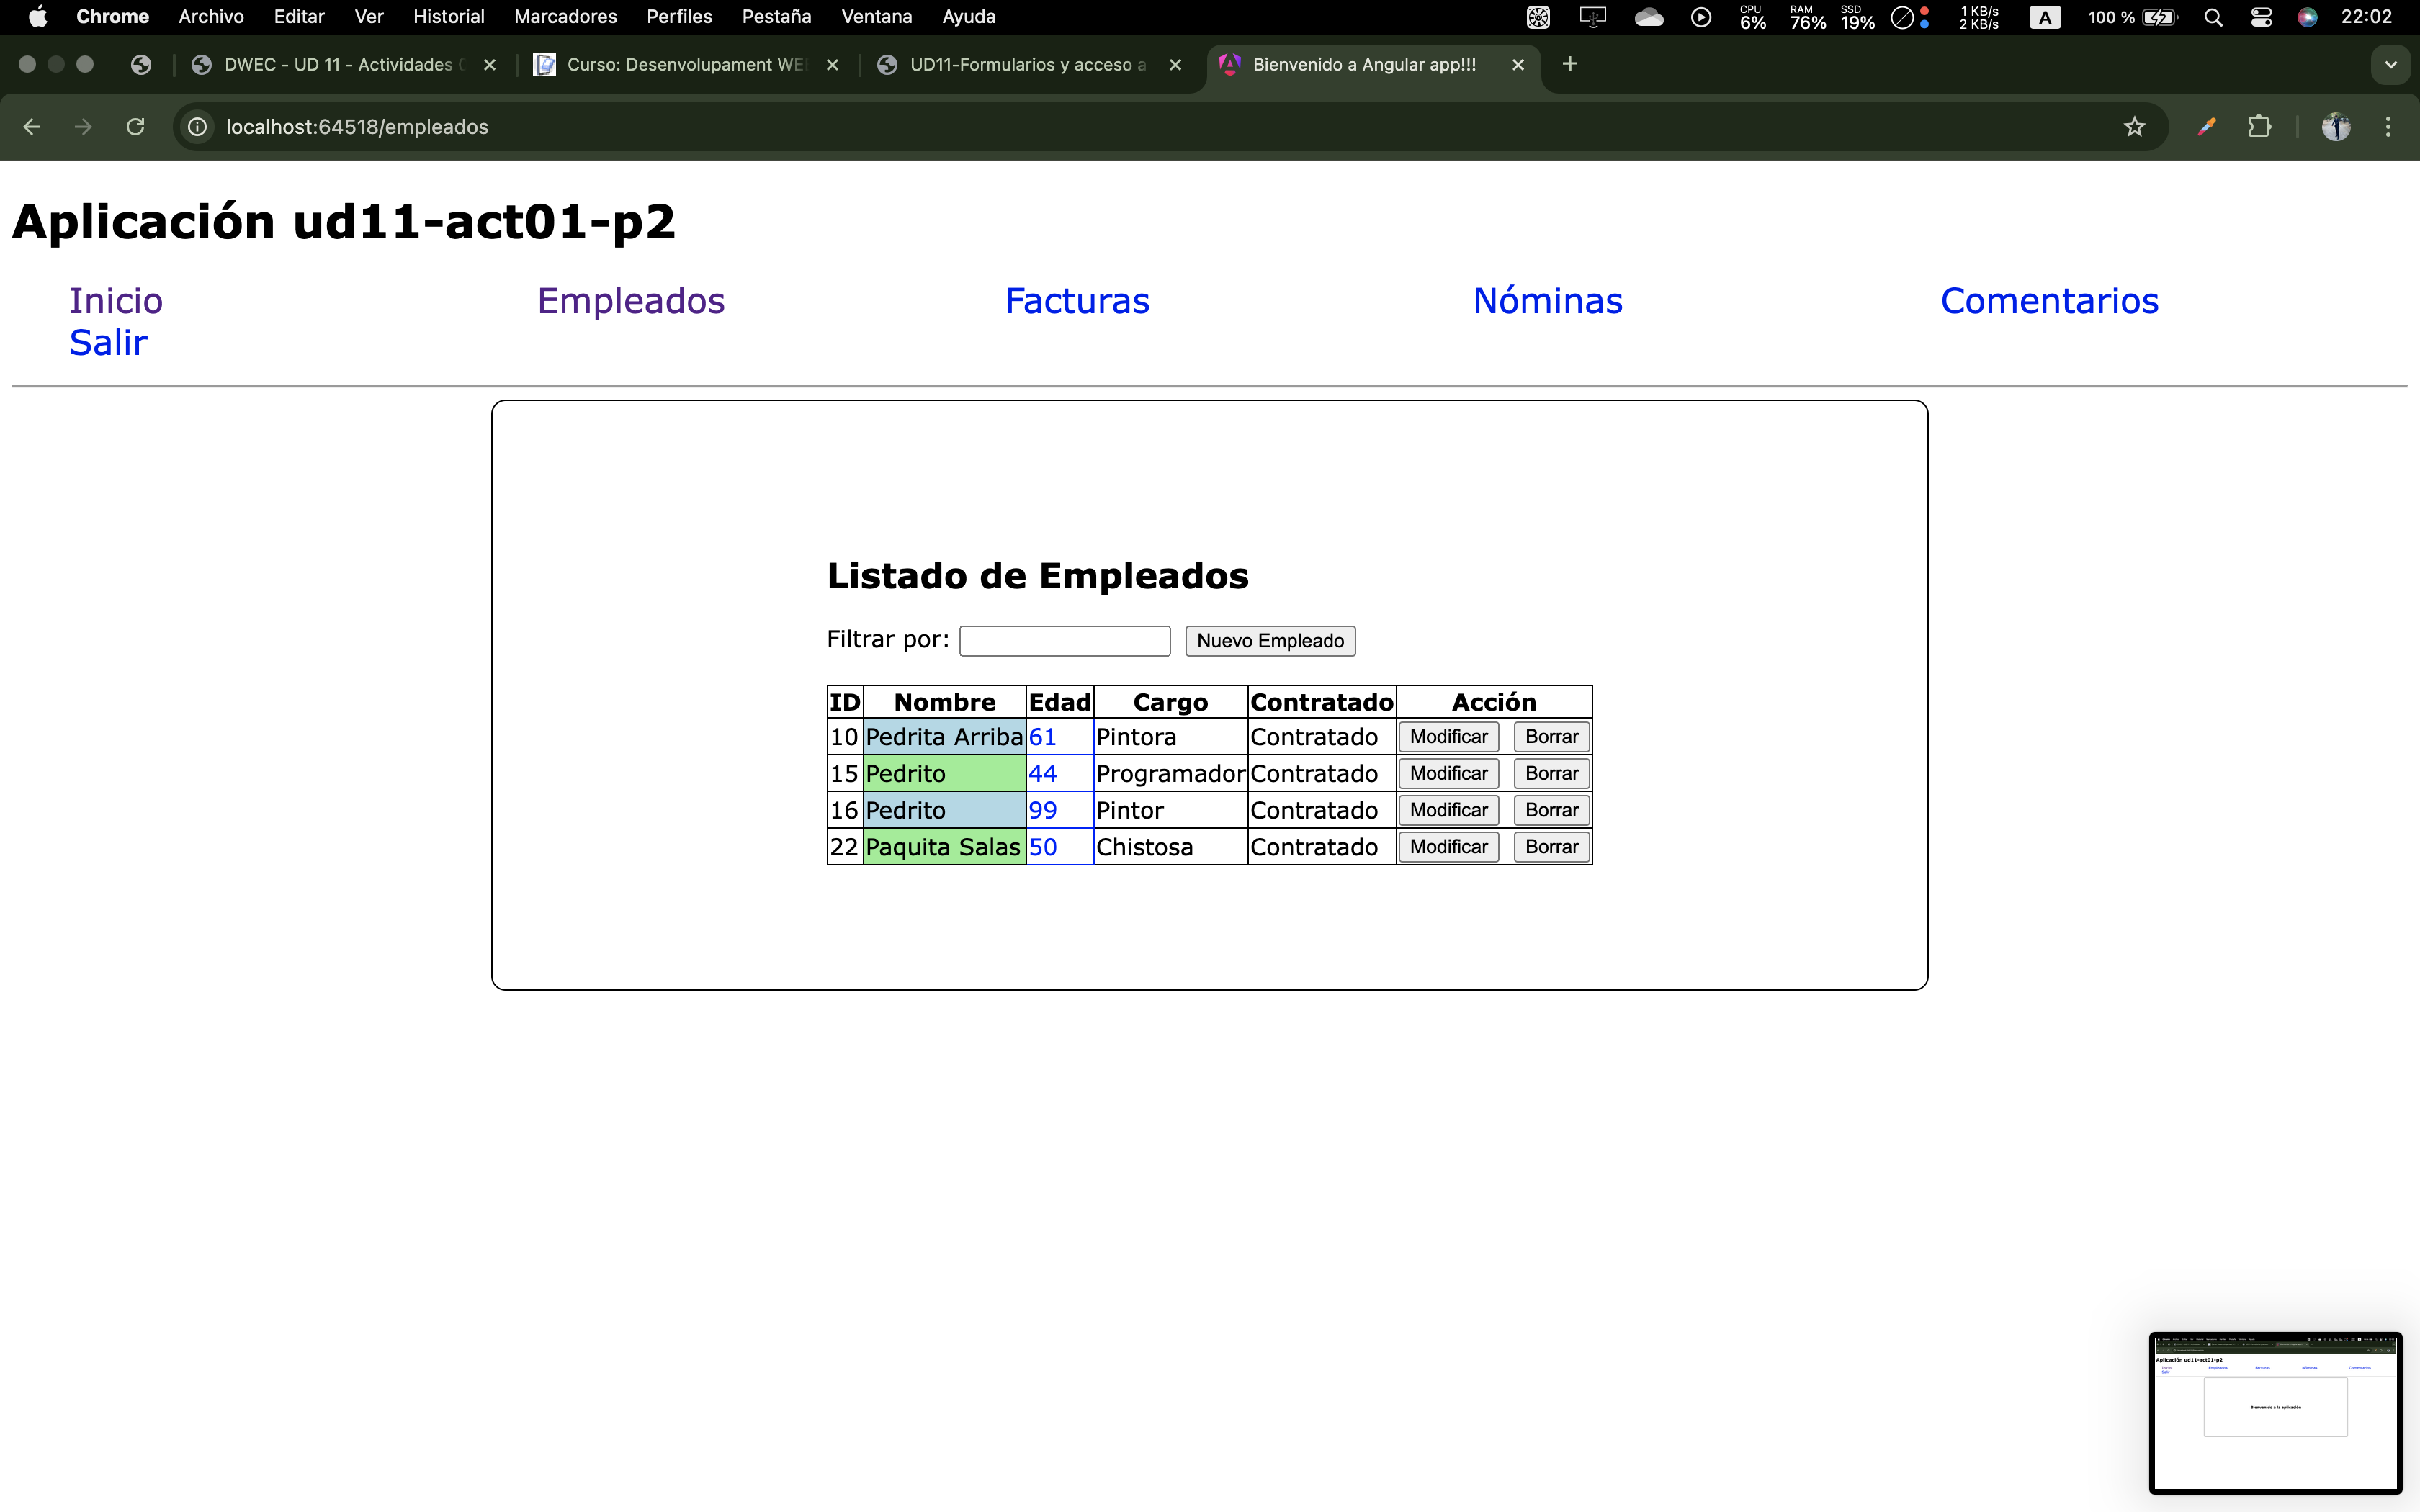 Chrome Archivo Editar Ver Historial Marcadores Perfiles Pestaña Ventana Ayuda CPU 6% RAM 76% SSD 19% 1 KB/s 2 KB/s A 100 % 22:02
DWEC - UD 11 - Actividades Curso: Desenvolupament WE UD11-Formularios y acceso a Bienvenido a Angular app!!!
localhost:64518/empleados
Aplicación ud11-act01-p2
Inicio Empleados Facturas Nóminas Comentarios
Salir
Listado de Empleados
Filtrar por: Nuevo Empleado
ID Nombre Edad Cargo Contratado Acción
10 Pedrita Arriba 61 Pintora Contratado Modificar Borrar
15 Pedrito 44 Programador Contratado Modificar Borrar
16 Pedrito 99 Pintor Contratado Modificar Borrar
22 Paquita Salas 50 Chistosa Contratado Modificar Borrar
Aplicación ud11-act01-p2
Inicio Empleados Facturas Nóminas Comentarios
Salir
Bienvenido a la aplicación